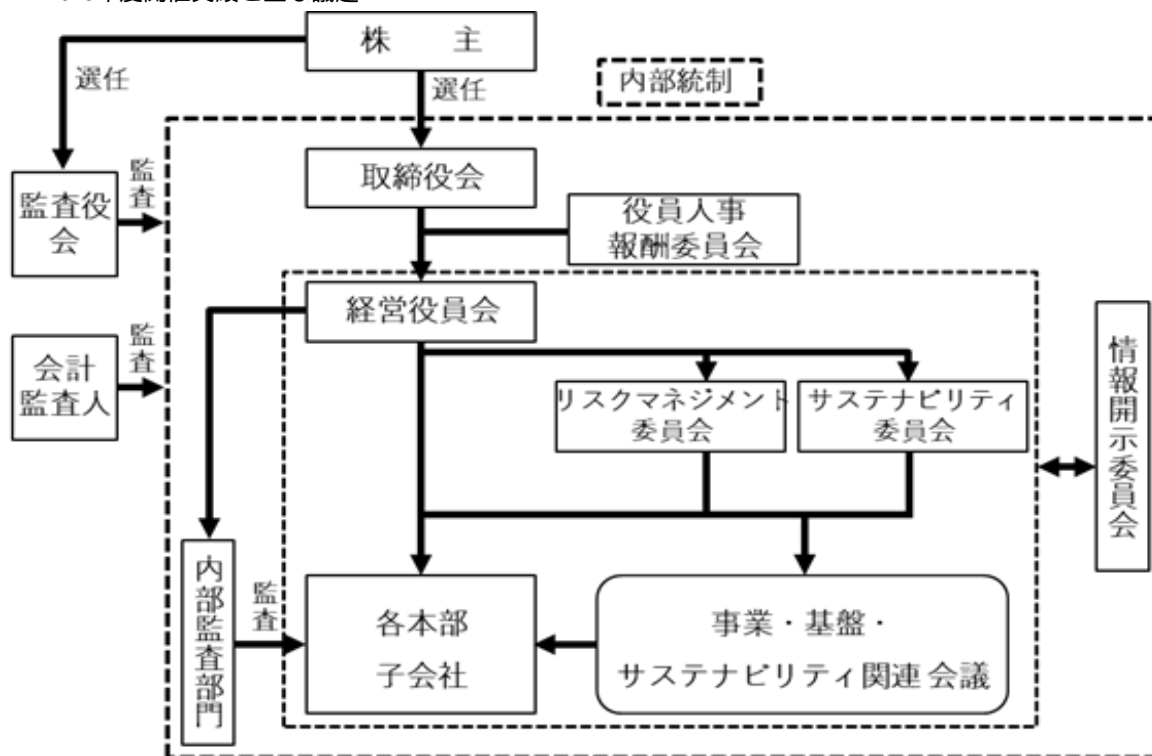 株　主
選任
選任
内部統制
取締役会
監査
監査役
会
役員人事
報酬委員会
経営役員会
監査
会計
監査人
リスクマネジメント
委員会
サステナビリティ
委員会
情報開示委員会
内部監査部門
監査
各本部
子会社
事業・基盤・
サステナビリティ関連会議